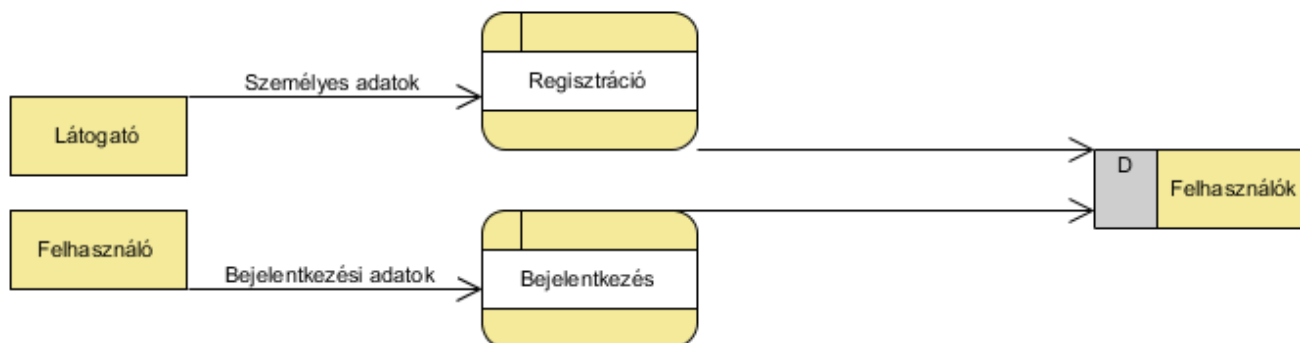 Személyes adatok
Regisztráció
Látogató
D
Felhasználók
Felhasználó
Bejelentkezési adatok
Bejelentkezés